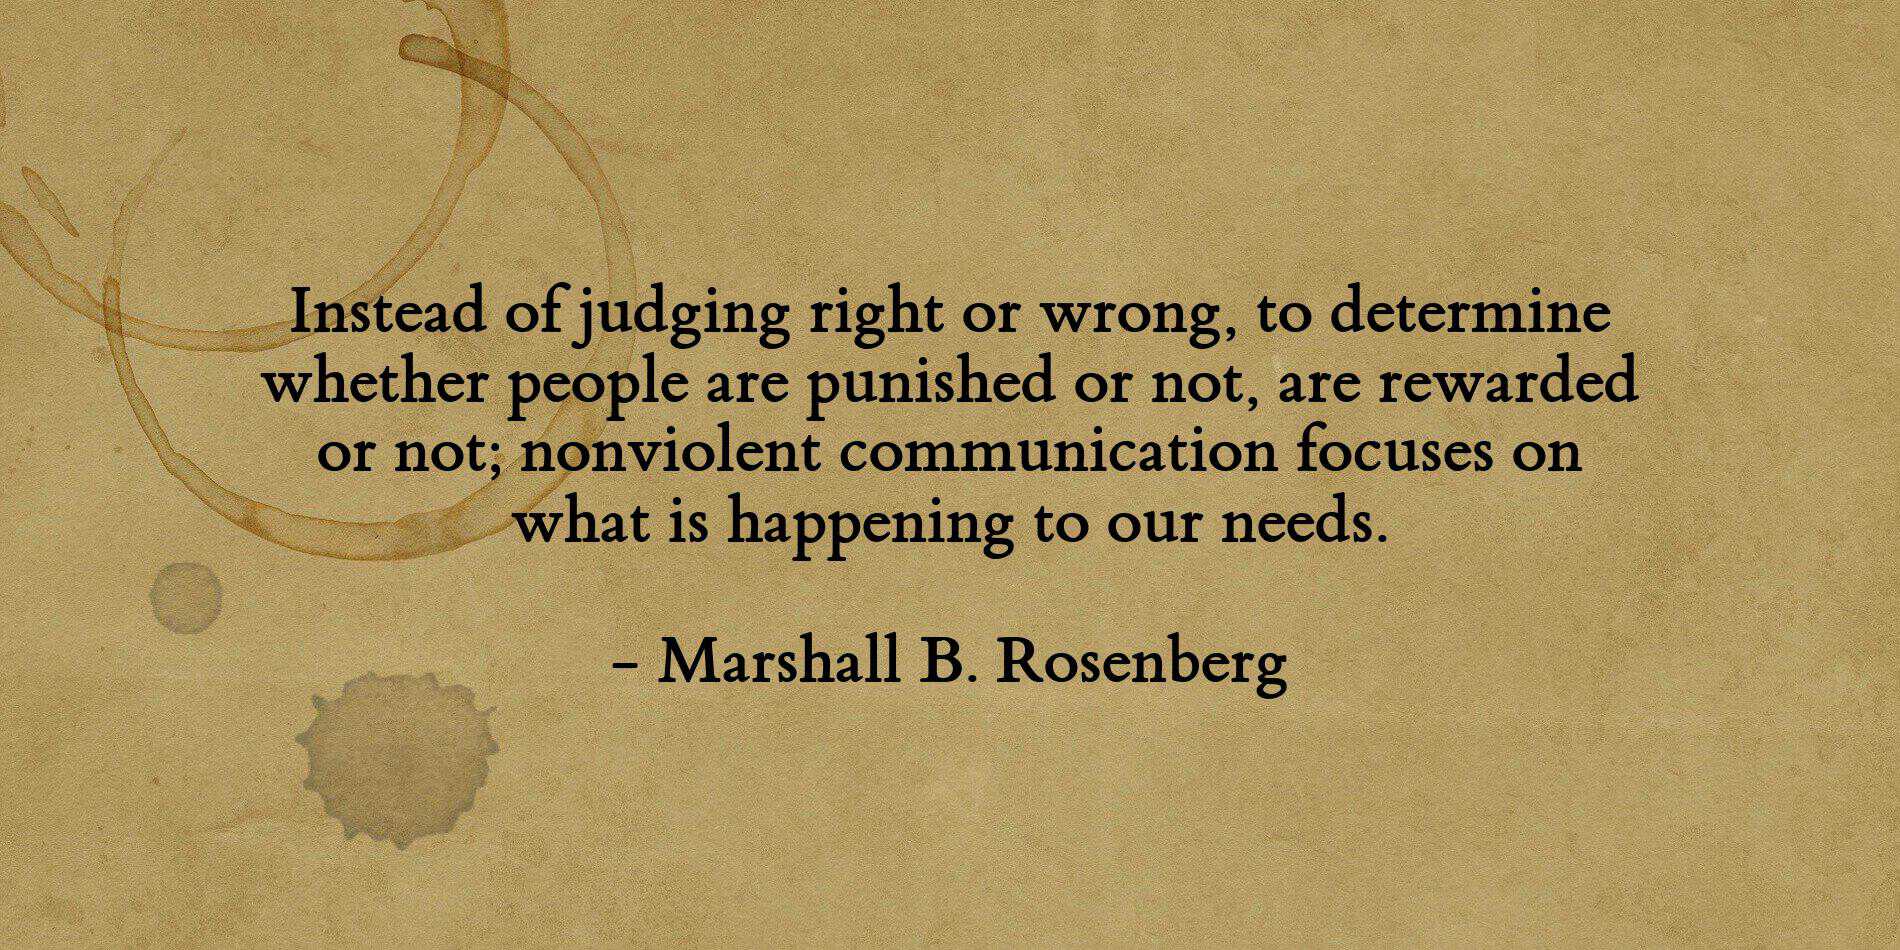 Instead of judging right or wrong, to determine
whether people are punished or not, are rewarded
or not; nonviolent communication focuses on
what is happening to our needs.
- Marshall B. Rosenberg